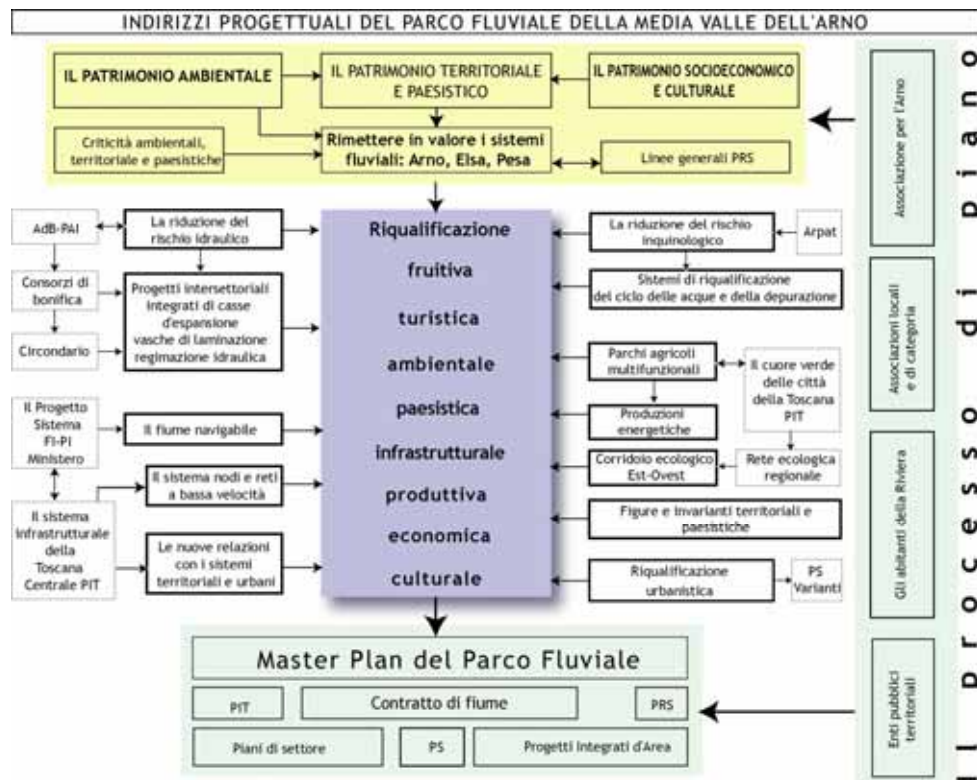 INDIRIZZI PROGETTUALI DEL PARCO FLUVIALE DELLA MEDIA VALLE DELL'ARNO
IL PATRIMONIO AMBIENTALE
IL PATRIMONIO TERRITORIALE
E PAESISTICO
IL PATRIMONIO SOCIOECONOMICO
E CULTURALE
Criticità ambientali,
territoriale e paesistiche
Rimettere in valore i sistemi
fluviali: Arno, Elsa, Pesa
Linee generali PRS
AdB-PAI
La riduzione del
rischio idraulico
Consorzi di
bonifica
Progetti intersettoriali
integrati di casse
d'espansione
vasche di laminazione
regimazione idraulica
Circondario
Il Progetto
Sistema
FI-PI
Ministero
Il fiume navigabile
Il sistema nodi e reti
a bassa velocità
Il sistema
infrastrutturale
della
Toscana
Centrale PIT
Le nuove relazioni
con i sistemi
territoriali e urbani
Riqualificazione
fruitiva
turistica
ambientale
paesistica
infrastrutturale
produttiva
economica
culturale
La riduzione del rischio
inquinologico
Arpat
Sistemi di riqualificazione
del ciclo delle acque e della depurazione
Parchi agricoli
multifunzionali
Il cuore verde
delle città
della Toscana
PIT
Produzioni
energetiche
Corridoio ecologico
Est-Ovest
Rete ecologica
regionale
Figure e invarianti territoriali e
paesistiche
Riqualificazione
urbanistica
PS
Varianti
Master Plan del Parco Fluviale
PIT
Contratto di fiume
PRS
Piani di settore
PS
Progetti Integrati d'Area
Associazione per l'Arno
Associazioni locali
e di categoria
Gli abitanti della Riviera
Enti pubblici
territoriali
l processo di piano